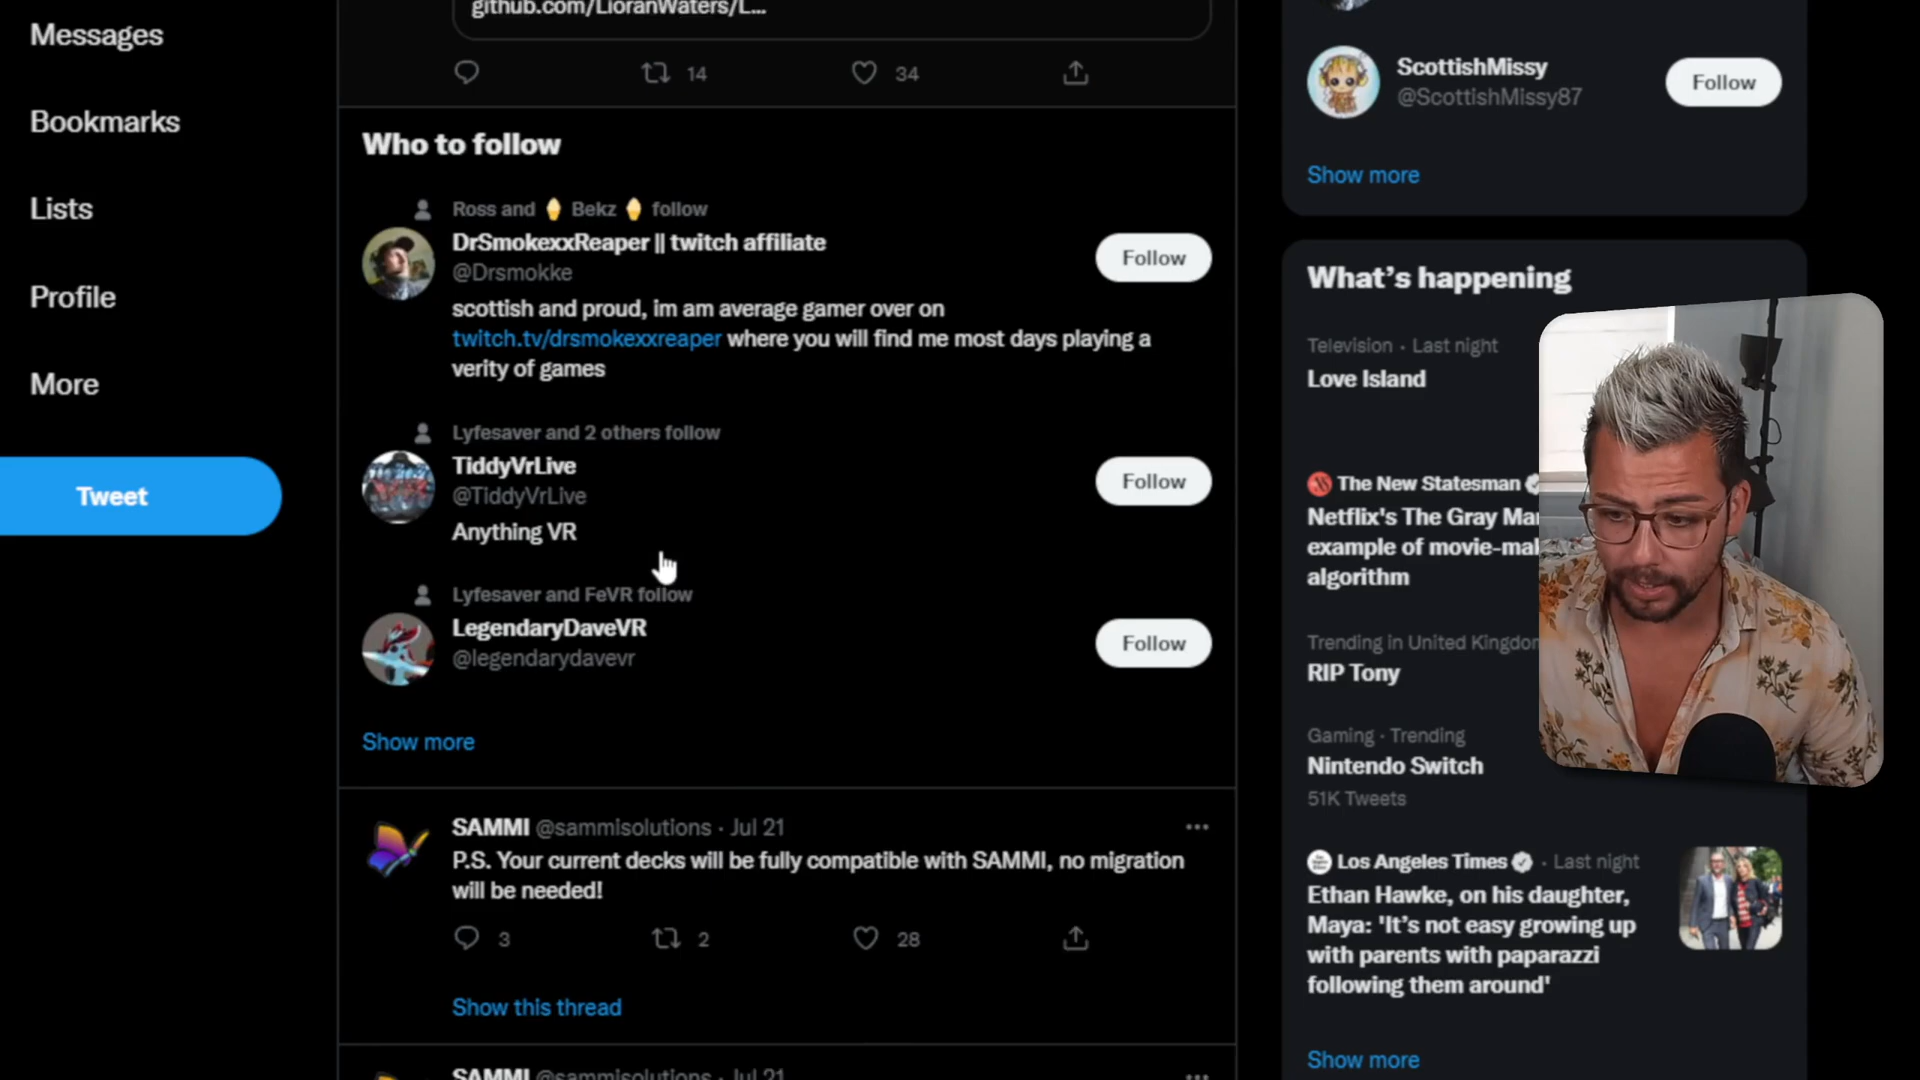 Messages
Bookmarks
Lists
Profile
More
Tweet
github.com/LioranWaters/L...
14
34
Who to follow
Ross and Bekz follow
DrSmokexxReaper || twitch affiliate
@Drsmokke
Follow
scottish and proud, im am average gamer over on
twitch.tv/drsmokexxreaper where you will find me most days playing a
verity of games
Lyfesaver and 2 others follow
TiddyVrLive
@TiddyVrLive
Follow
Anything VR
Lyfesaver and FeVR follow
LegendaryDaveVR
@legendarydavevr
Follow
Show more
SAMMI @sammisolutions · Jul 21
P.S. Your current decks will be fully compatible with SAMMI, no migration
will be needed!
3
2
28
Show this thread
SAMMI @sammisolutions · Jul 21
ScottishMissy
@ScottishMissy87
Follow
Show more
What's happening
Television · Last night
Love Island
The New Statesman
Netflix's The Gray
example of
algorithm
Trending in United Kingdom
RIP Tony
Gaming · Trending
Nintendo Switch
51K Tweets
Los Angeles Times · Last night
Ethan Hawke, on his daughter,
Maya: 'It's not easy growing up
with parents with paparazzi
following them around'
Show more